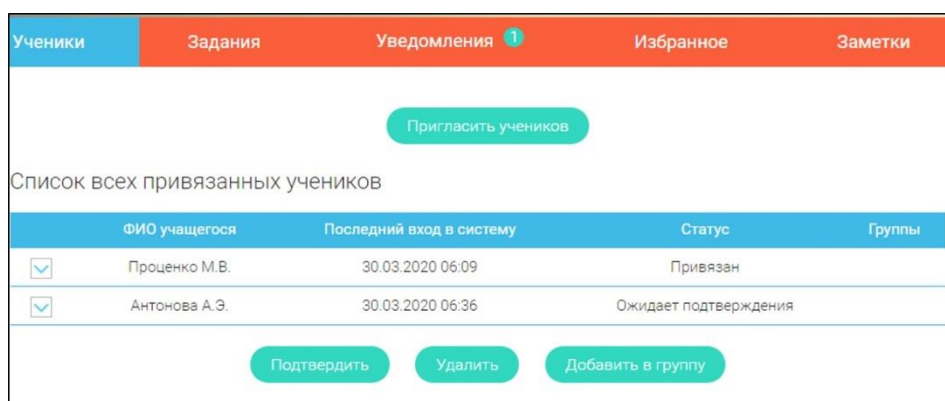 Ученики Задания Уведомления 1 Избранное Заметки
Пригласить учеников
Список всех привязанных учеников
ФИО учащегося Последний вход в систему Статус Группы
Проценко М.В. 30.03.2020 06:09 Привязан
Антонова А.Э. 30.03.2020 06:36 Ожидает подтверждения
Подтвердить Удалить Добавить в группу